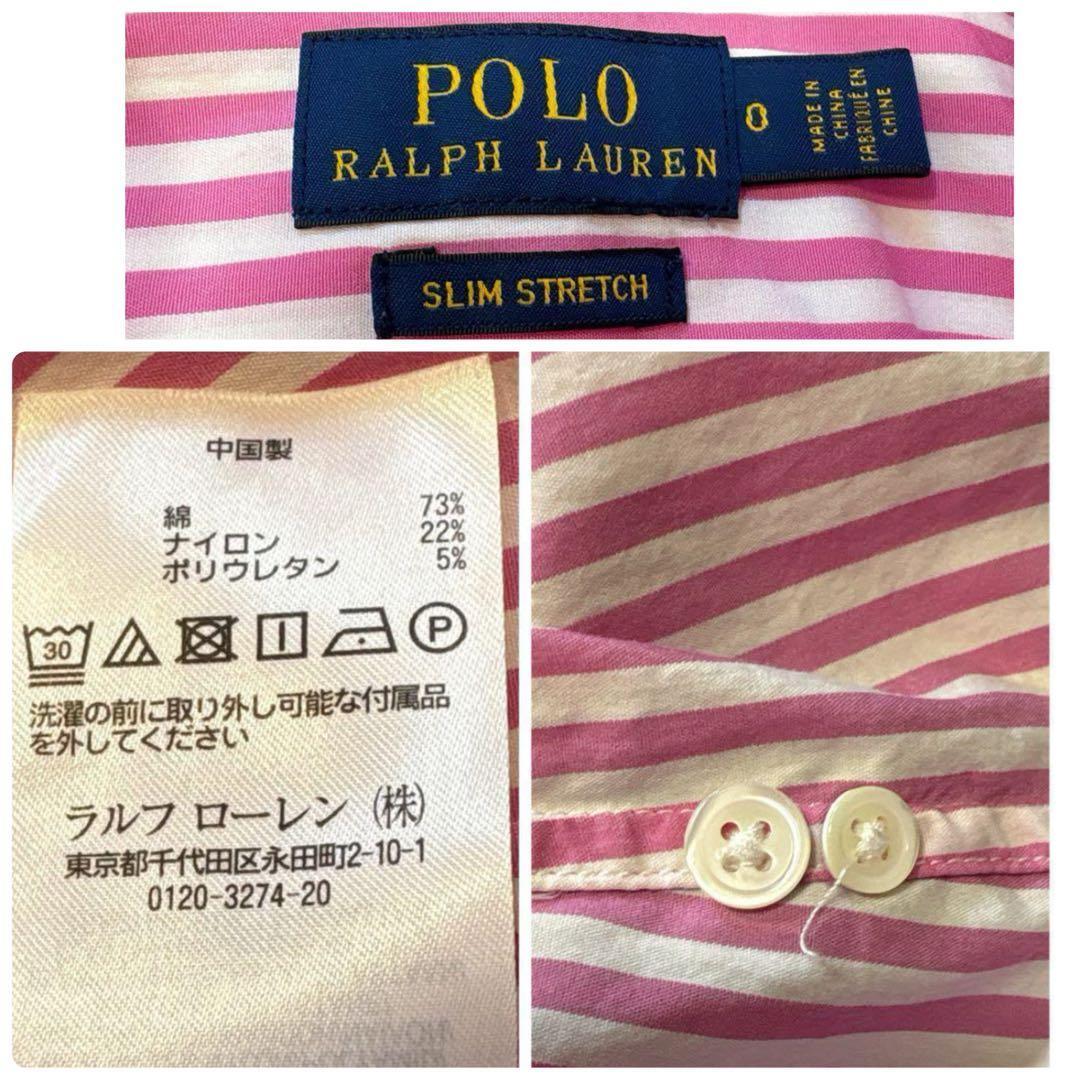 POLO
RALPH LAUREN
0
MADE IN
CHINA
FABRIQUÉ EN
CHINE
SLIM STRETCH
中国製
綿 73%
ナイロン 22%
ポリウレタン 5%
30
P
洗濯の前に取り外し可能な付属品
を外してください
ラルフ ローレン (株)
東京都千代田区永田町2-10-1
0120-3274-20